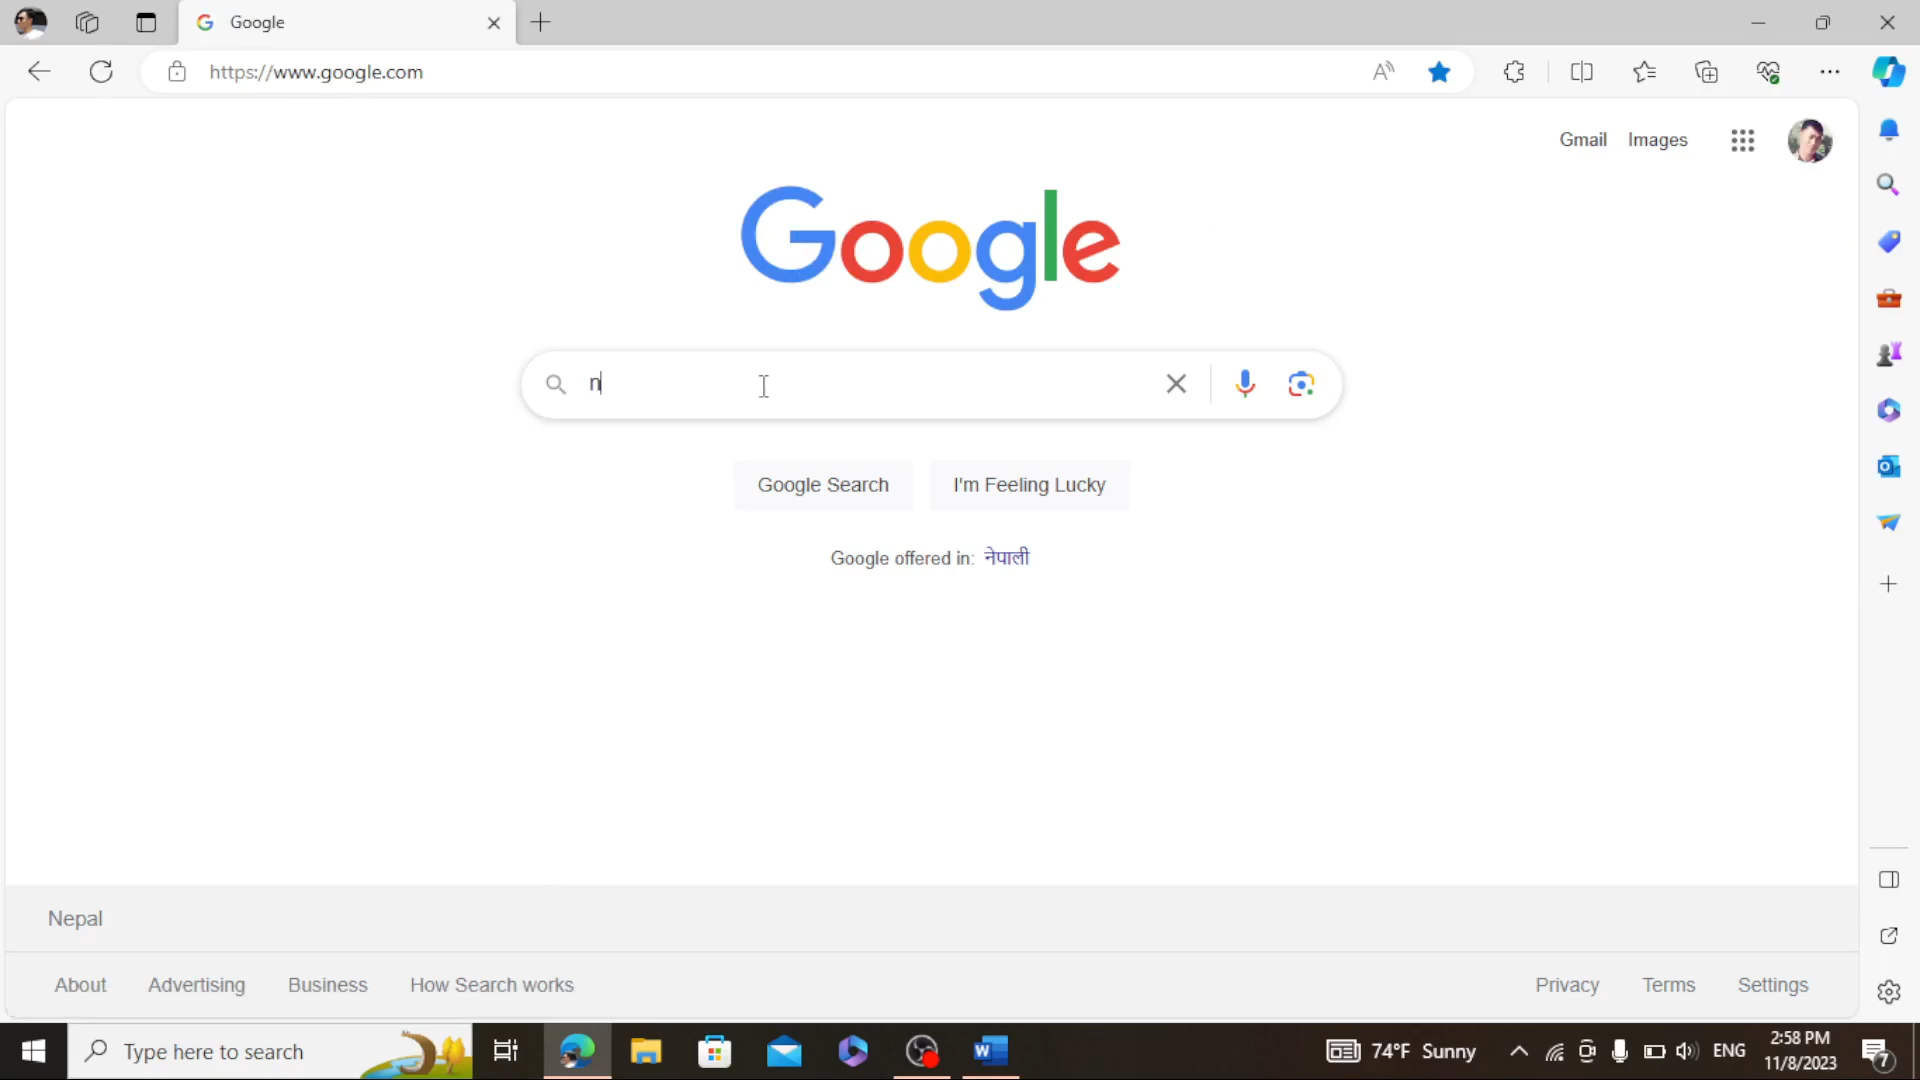 Google
https://www.google.com
Gmail Images
Google
n
Google Search I'm Feeling Lucky
Google offered in: नेपाली
Nepal
About Advertising Business How Search works Privacy Terms Settings
Type here to search 74°F Sunny ENG 2:58 PM
11/8/2023 7